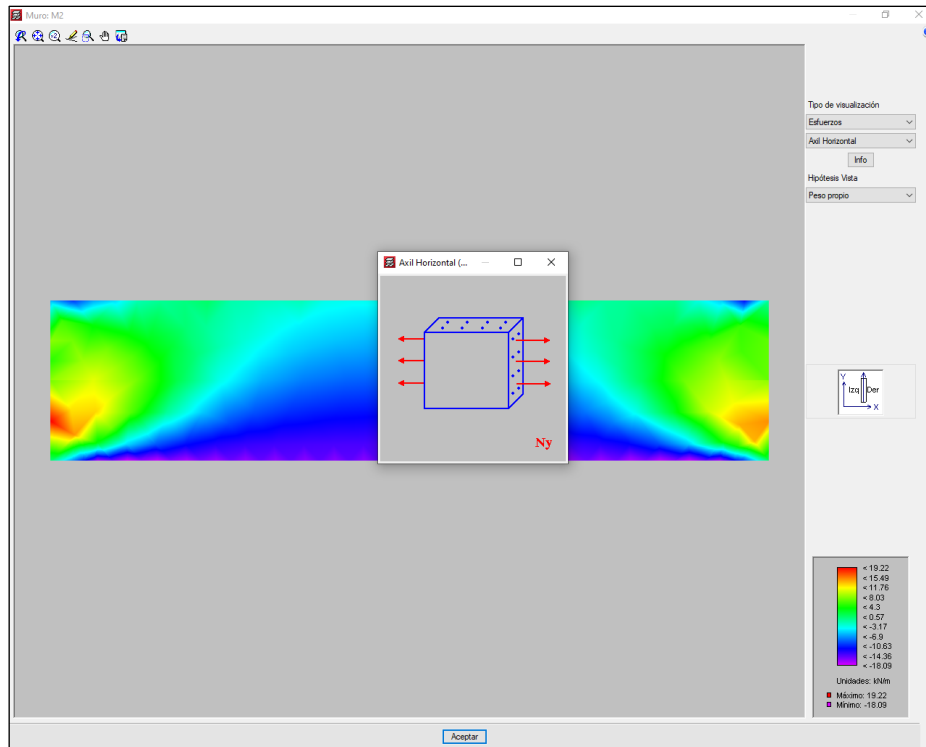 Muro: M2
Tipo de visualización
Esfuerzos
Axil Horizontal
Info
Hipótesis Vista
Peso propio
Axil Horizontal (...
Ny
Y
Izq
Der
X
< 19.22
< 15.49
< 11.76
< 8.03
< 4.3
< 0.57
< -3.17
< -6.9
< -10.63
< -14.36
< -18.09
Unidades: kN/m
Máximo: 19.22
Mínimo: -18.09
Aceptar